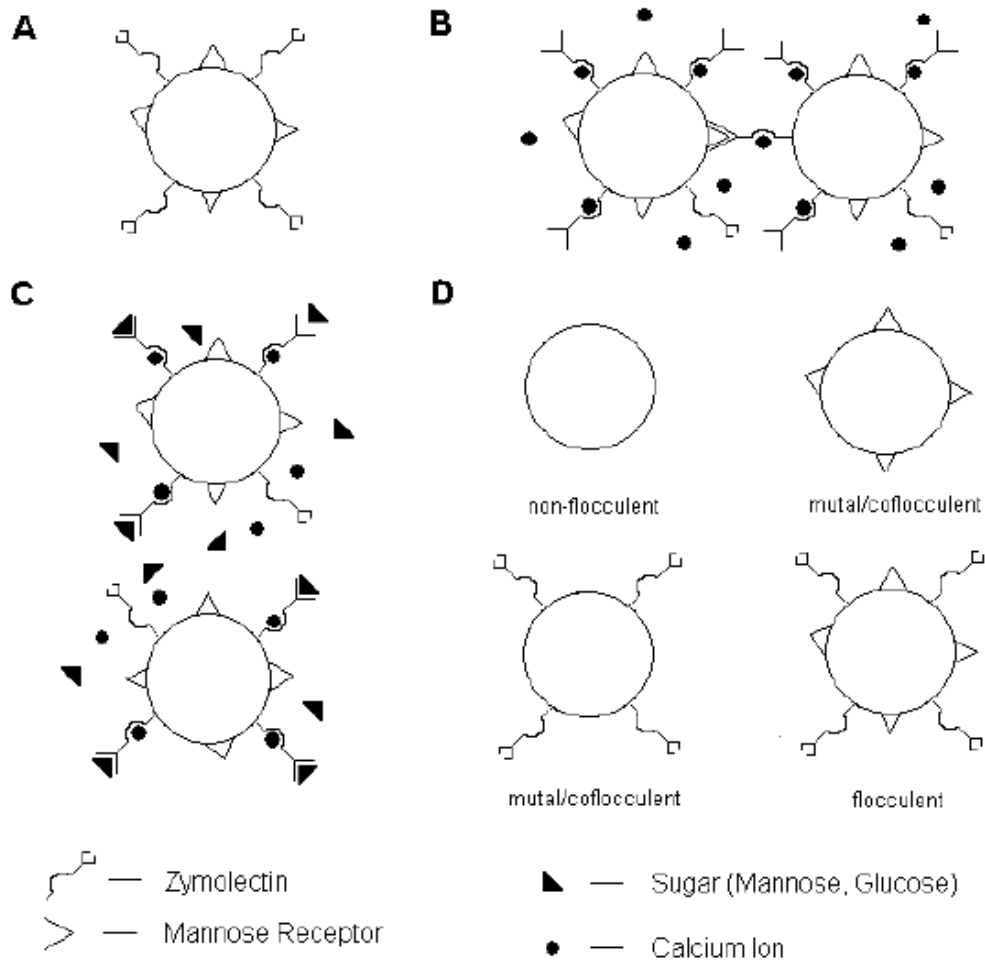 A
B
C
D
non-flocculent
mutal/coflocculent
mutal/coflocculent
flocculent
Zymolectin
Mannose Receptor
Sugar (Mannose, Glucose)
Calcium Ion